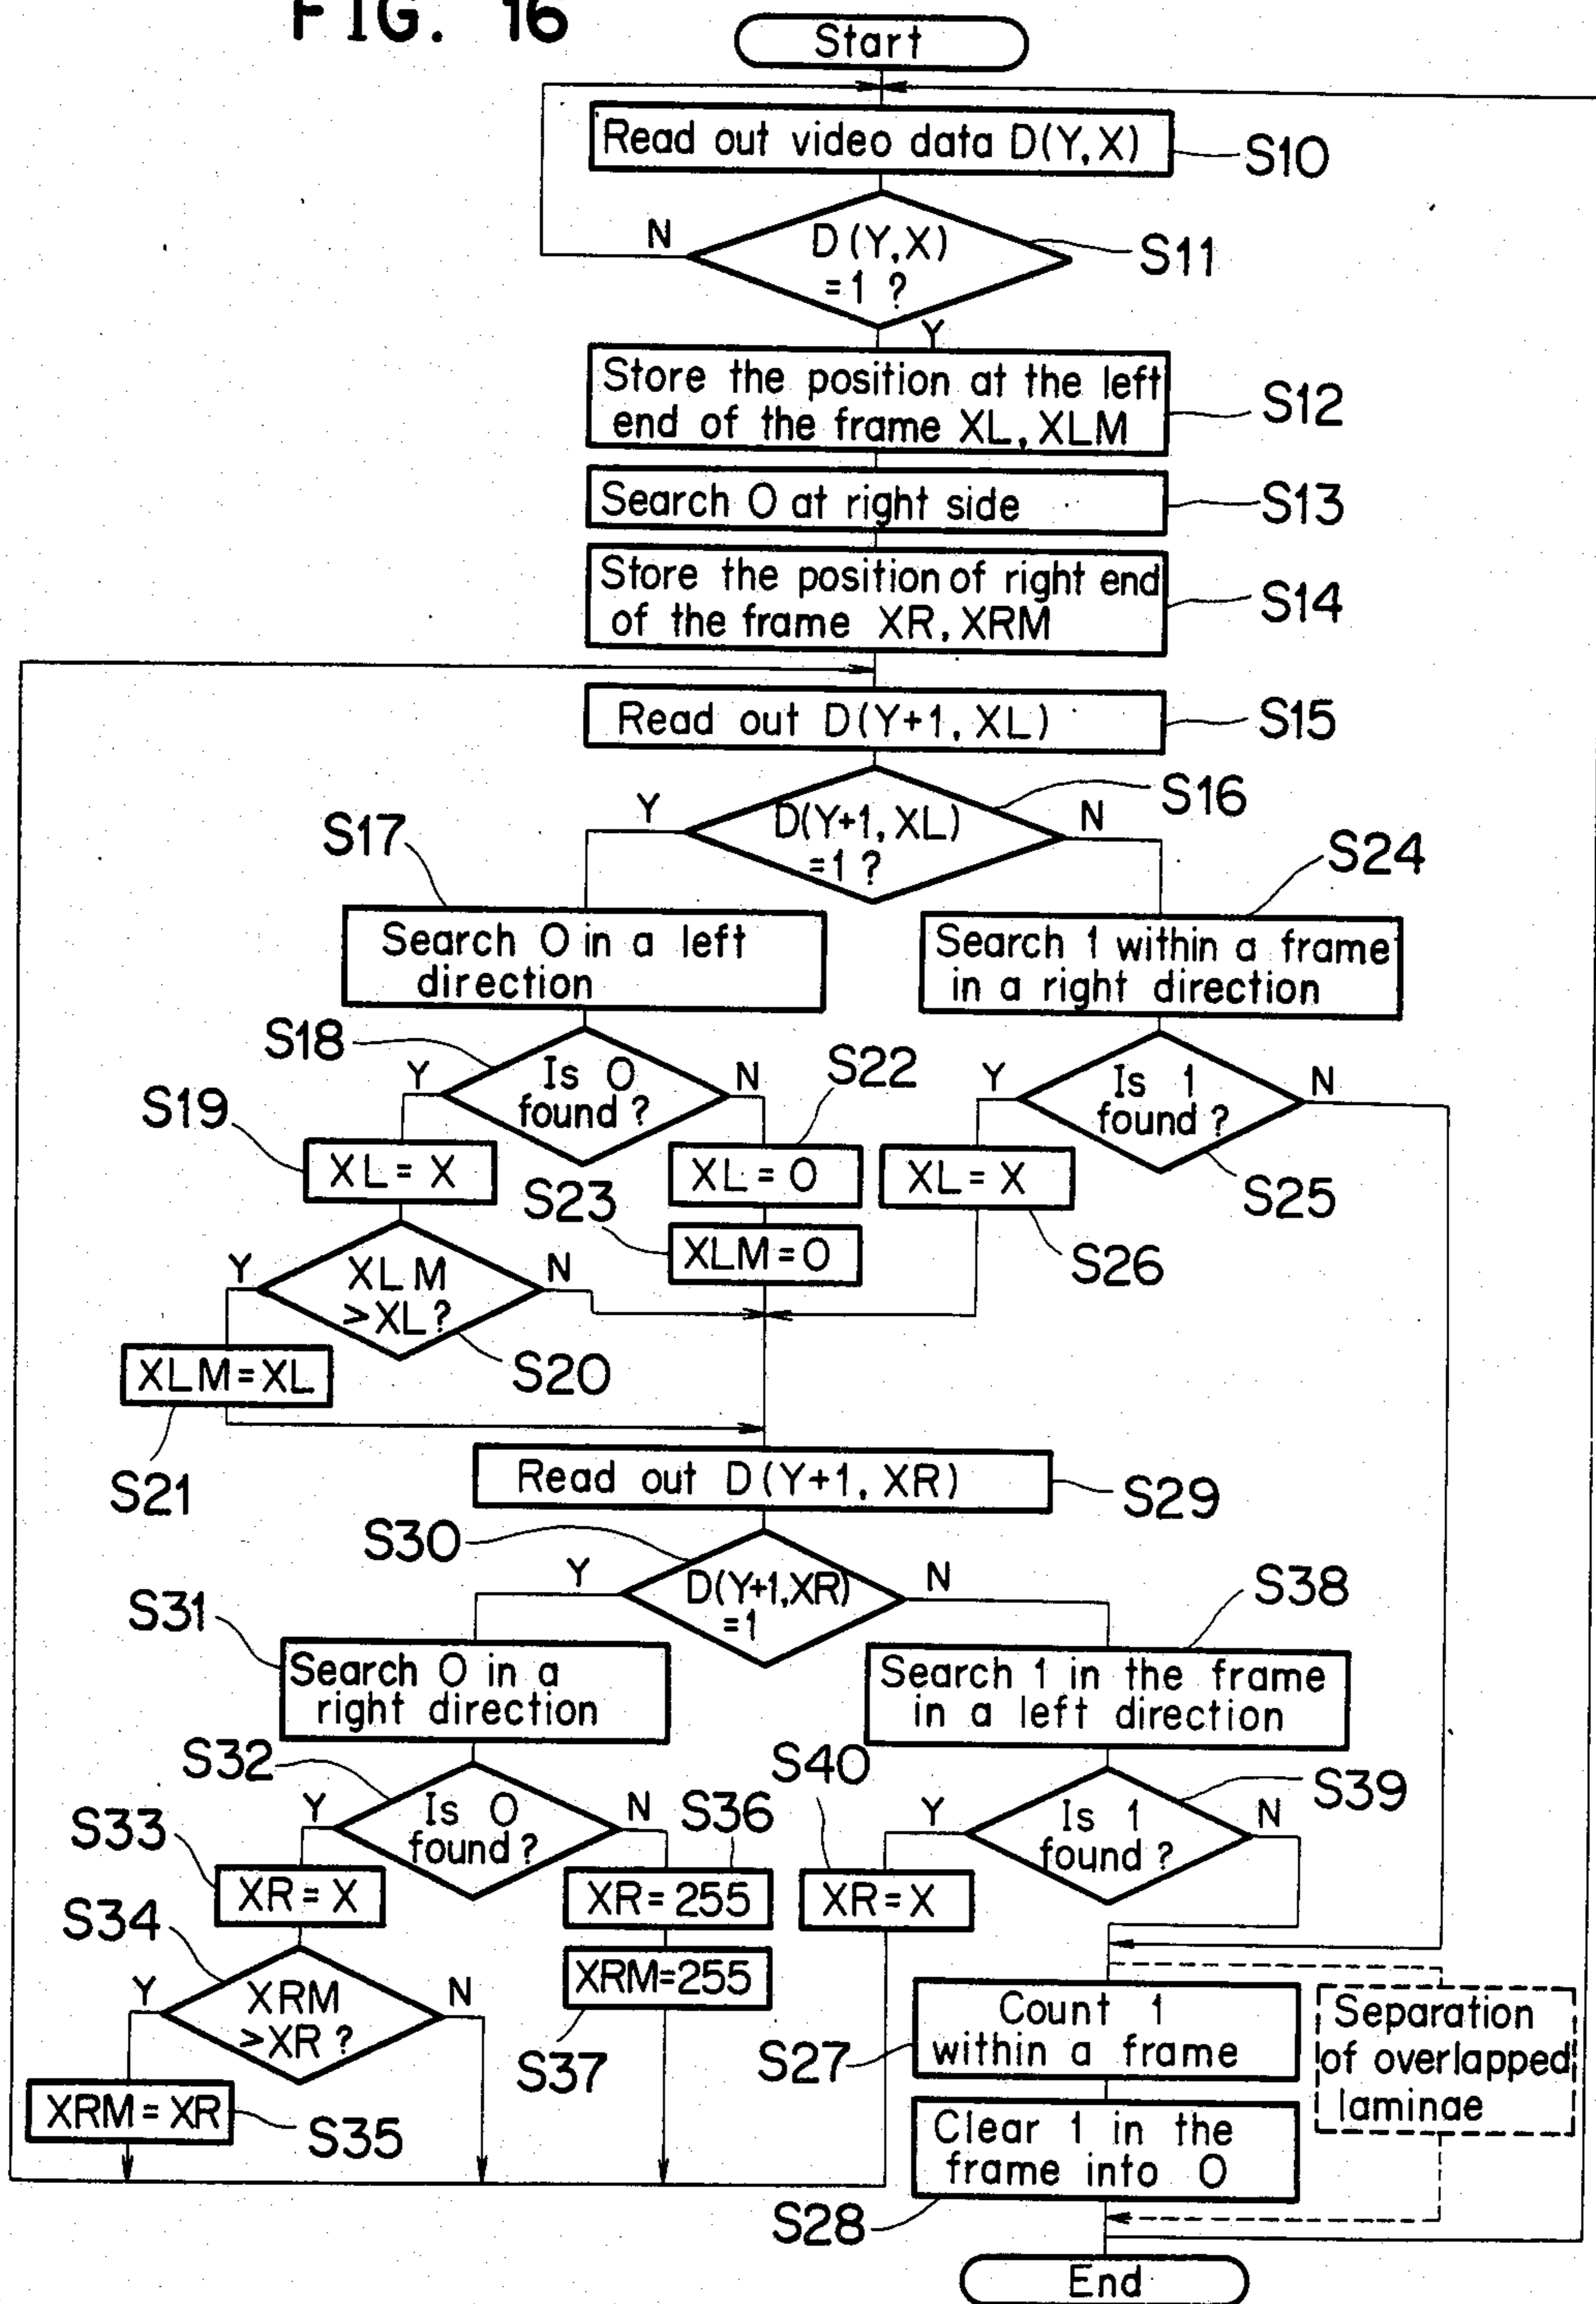 FIG. 16
Start
Read out video data D(Y,X)
S10
N
D(Y,X)
=1 ?
S11
Y
Store the position at the left
end of the frame XL, XLM
S12
Search 0 at right side
S13
Store the position of right end
of the frame XR, XRM
S14
Read out D(Y+1, XL)
S15
Y
D(Y+1, XL)
=1 ?
N
S16
S17
Search 0 in a left
direction
S24
Search 1 within a frame
in a right direction
S18
Y
Is 0
found ?
N
S22
Y
Is 1
found ?
N
S25
S19
XL = X
XL = 0
XL = X
S26
S23
XLM = 0
Y
XLM
>XL ?
N
S20
XLM = XL
S21
Read out D(Y+1, XR)
S29
S30
Y
D(Y+1,XR)
=1
N
S31
Search 0 in a
right direction
S38
Search 1 in the frame
in a left direction
S32
Y
Is 0
found ?
N
S36
S40
Y
Is 1
found ?
N
S39
S33
XR = X
XR = 255
XR = X
S34
Y
XRM
>XR ?
N
XRM=255
S37
XRM = XR
S35
S27
Count 1
within a frame
Separation
of overlapped
laminae
Clear 1 in the
frame into 0
S28
End